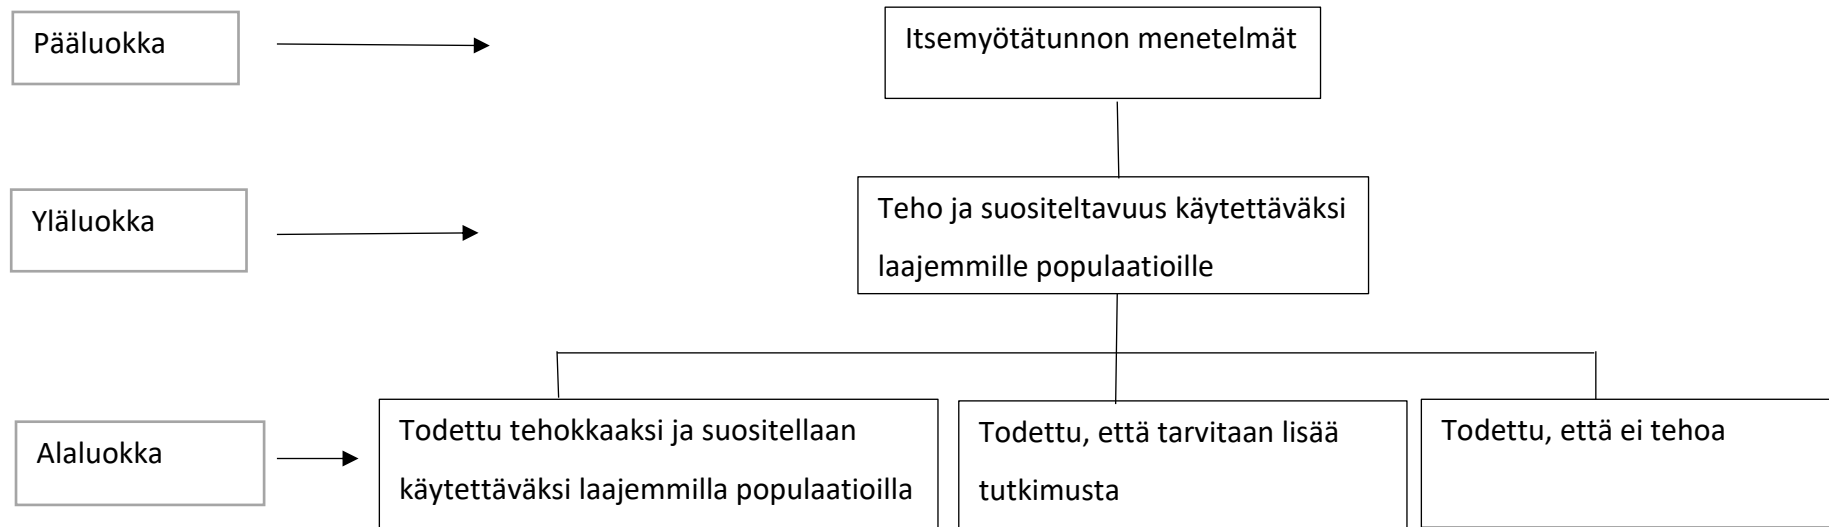 Pääluokka
Itsemyötätunnon menetelmät
Yläluokka
Teho ja suositeltavuus käytettäväksi
laajemmille populaatioille
Alaluokka
Todettu tehokkaaksi ja suositellaan
käytettäväksi laajemmilla populaatioilla
Todettu, että tarvitaan lisää
tutkimusta
Todettu, että ei tehoa